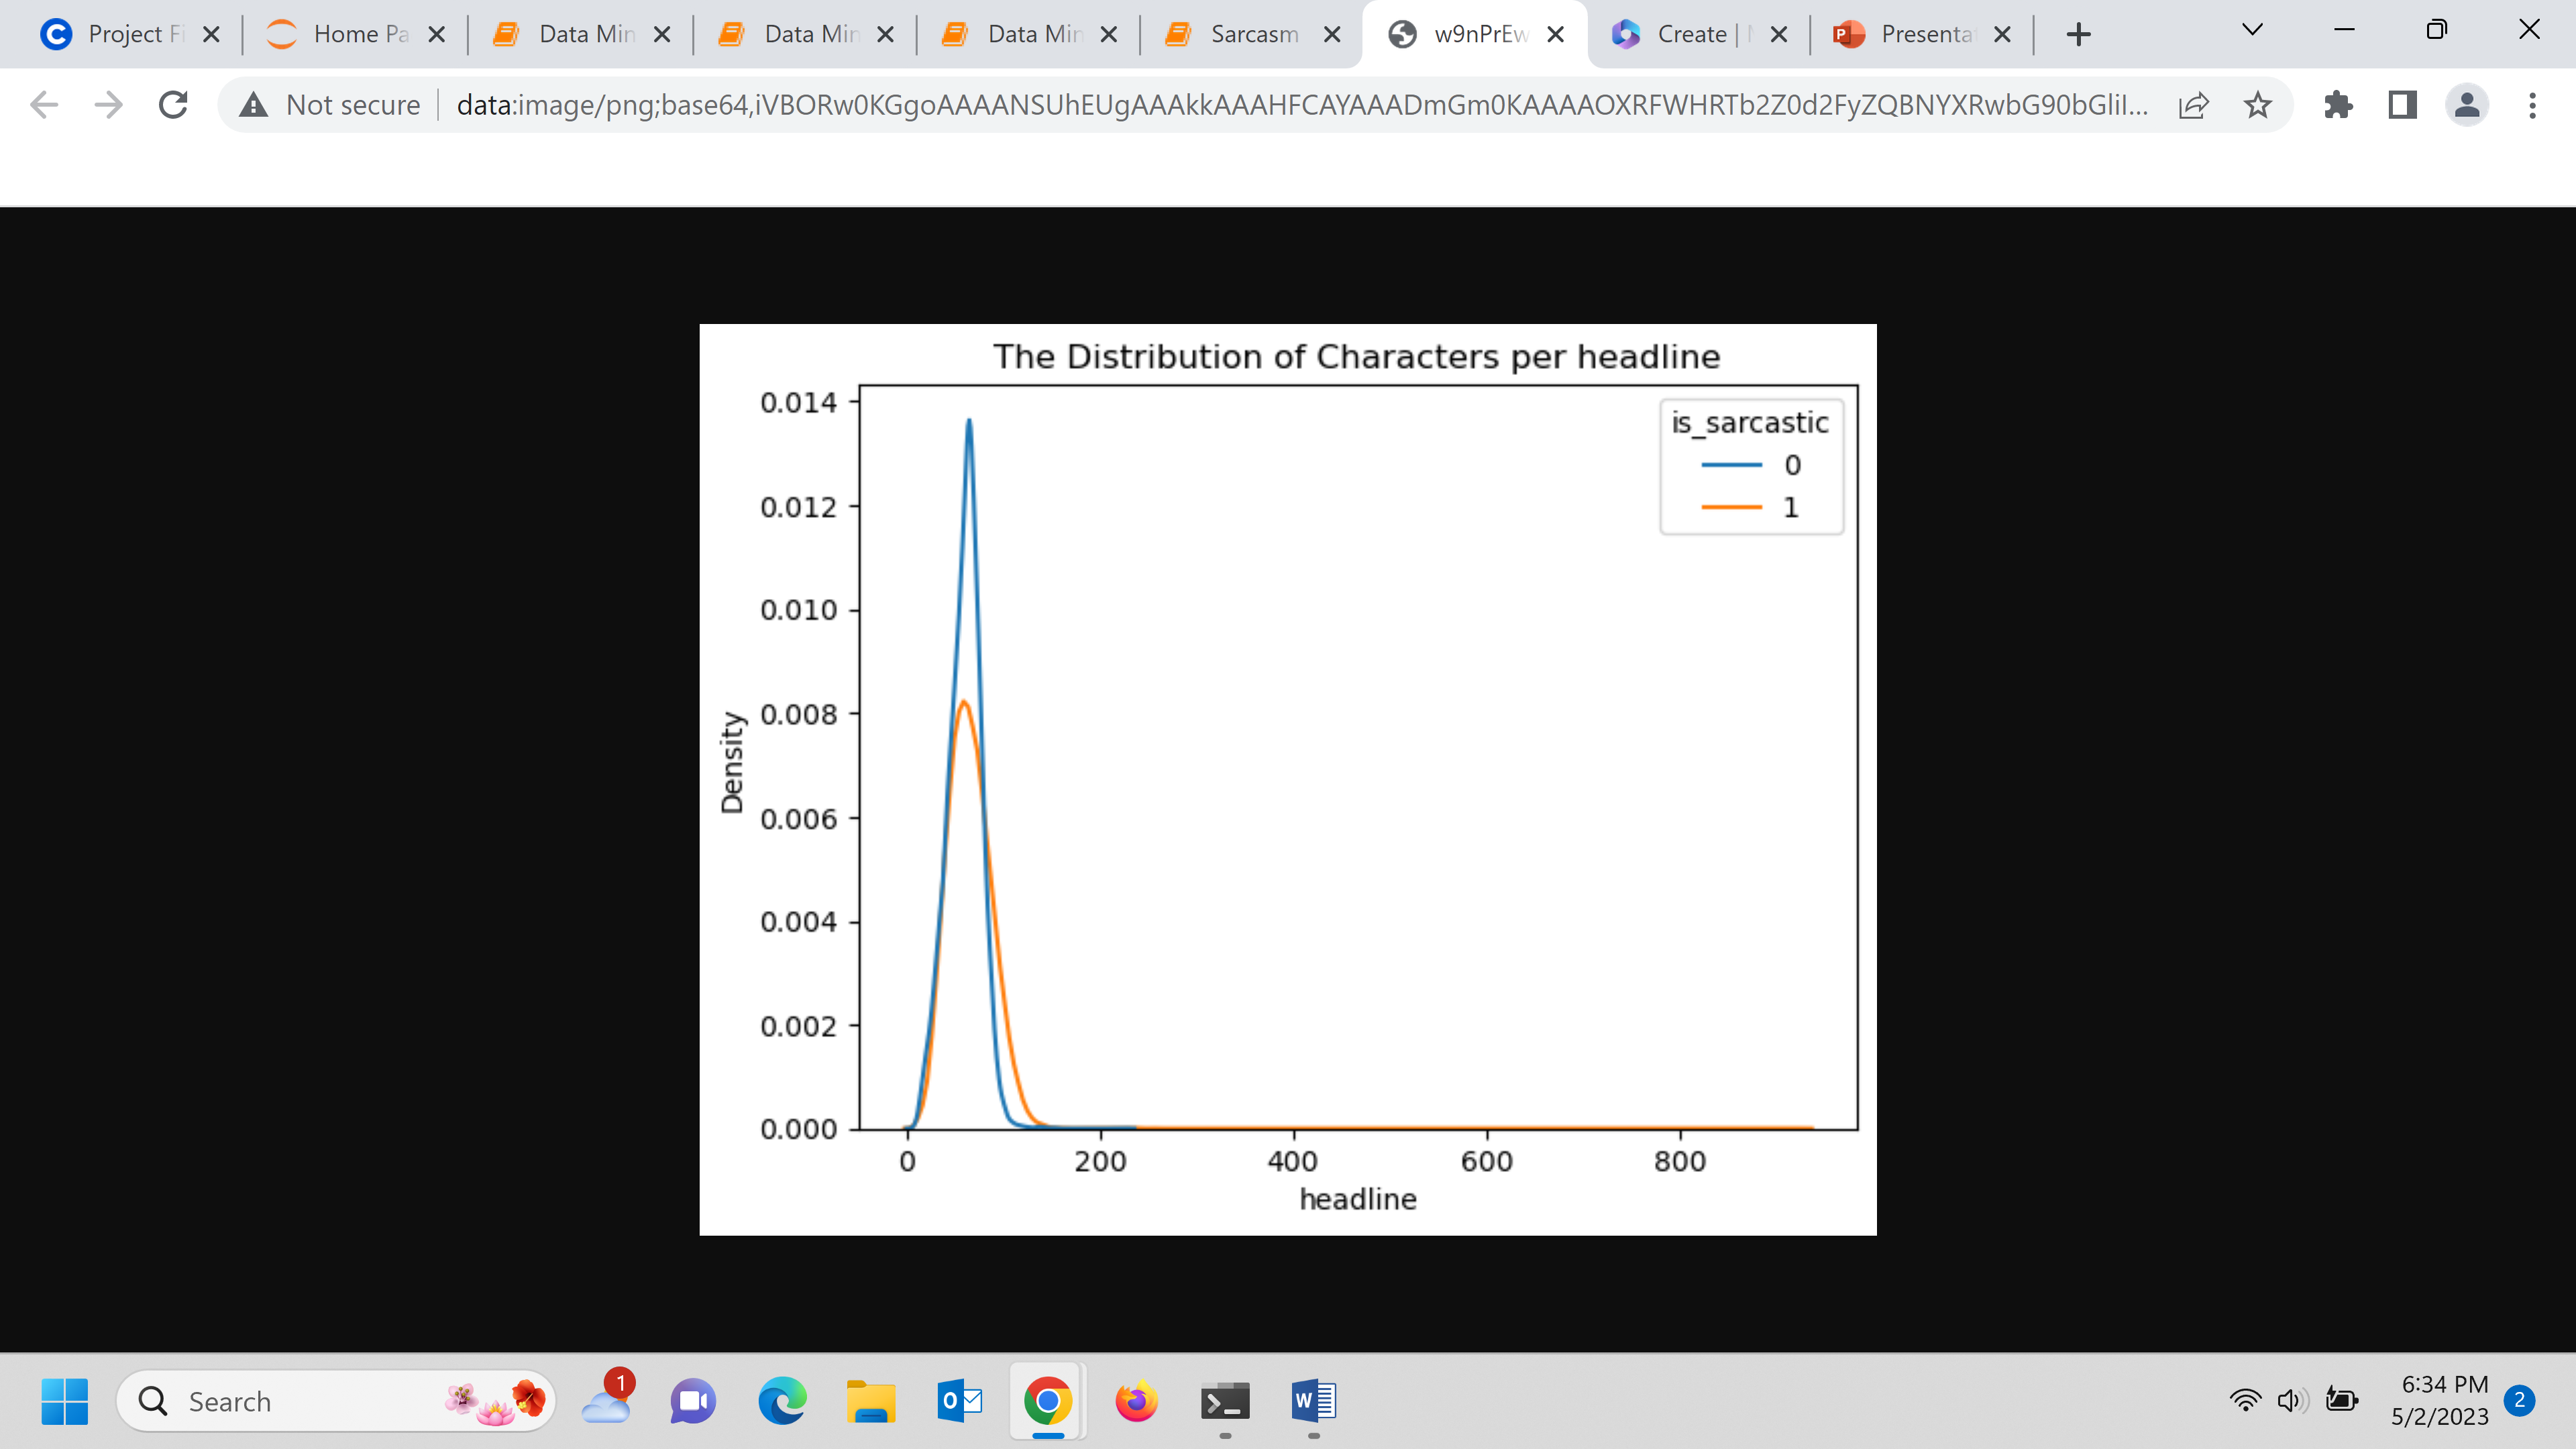 Project Fi
Home Pa
Data Min
Data Min
Data Min
Sarcasm
w9nPrEw
Create |
Presentat
Not secure
data:image/png;base64,iVBORw0KGgoAAAANSUhEUgAAAkkAAAHFCAYAAADmGm0KAAAAOXRFWHRTb2Z0d2FyZQBNYXRwbG90bGliI...
The Distribution of Characters per headline
0.014
0.012
0.010
0.008
0.006
0.004
0.002
0.000
Density
is_sarcastic
0
1
0 200 400 600 800
headline
1
Search
6:34 PM
5/2/2023
2